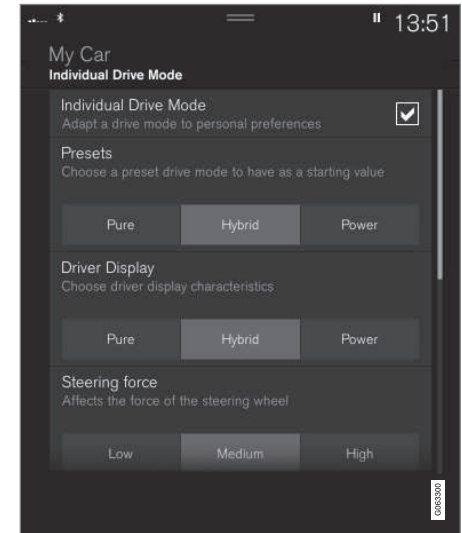 13:51
My Car
Individual Drive Mode
Individual Drive Mode
Adapt a drive mode to personal preferences
Presets
Choose a preset drive mode to have as a starting value
Pure Hybrid Power
Driver Display
Choose driver display characteristics
Pure Hybrid Power
Steering force
Affects the force of the steering wheel
Low Medium High
G063300